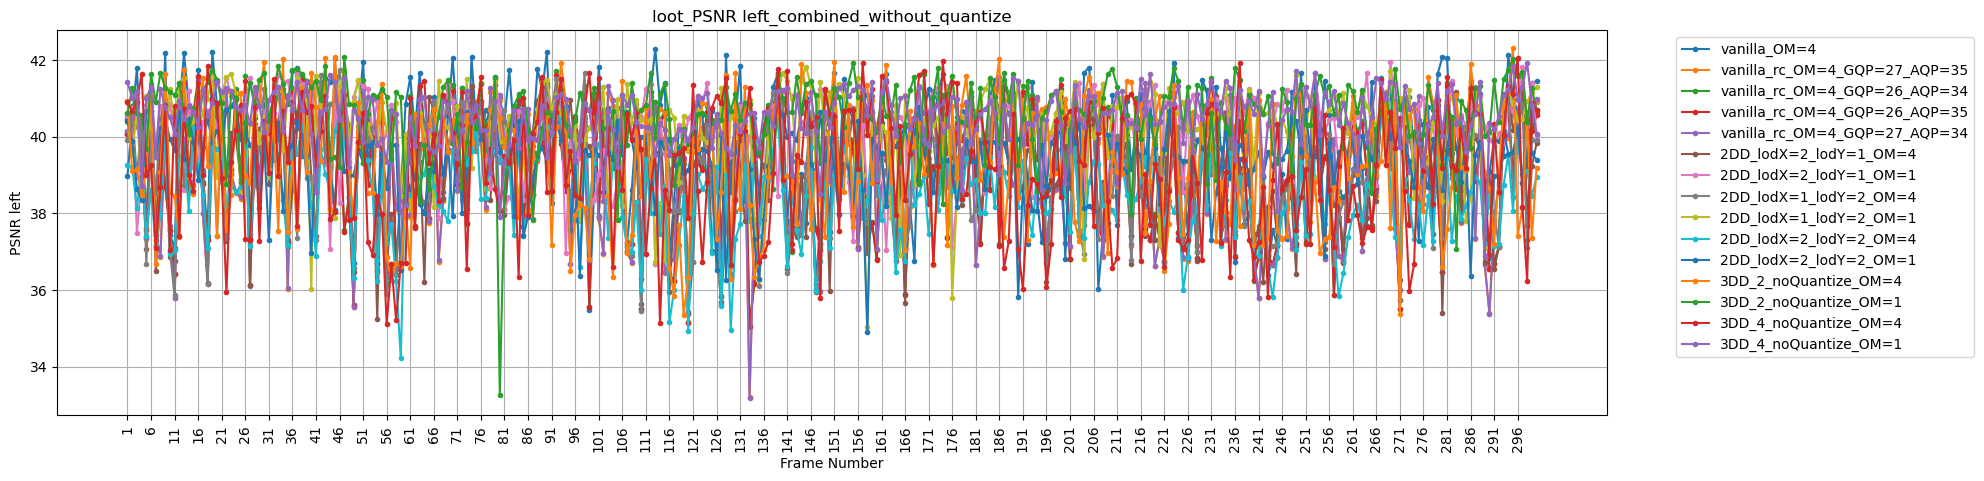 loot_PSNR left_combined_without_quantize
PSNR left
42
40
38
36
34
1 6 11 16 21 26 31 36 41 46 51 56 61 66 71 76 81 86 91 96 101 106 111 116 121 126 131 136 141 146 151 156 161 166 171 176 181 186 191 196 201 206 211 216 221 226 231 236 241 246 251 256 261 266 271 276 281 286 291 296
Frame Number
vanilla_OM=4
vanilla_rc_OM=4_GQP=27_AQP=35
vanilla_rc_OM=4_GQP=26_AQP=34
vanilla_rc_OM=4_GQP=26_AQP=35
vanilla_rc_OM=4_GQP=27_AQP=34
2DD_lodX=2_lodY=1_OM=4
2DD_lodX=2_lodY=1_OM=1
2DD_lodX=1_lodY=2_OM=4
2DD_lodX=1_lodY=2_OM=1
2DD_lodX=2_lodY=2_OM=4
2DD_lodX=2_lodY=2_OM=1
3DD_2_noQuantize_OM=4
3DD_2_noQuantize_OM=1
3DD_4_noQuantize_OM=4
3DD_4_noQuantize_OM=1